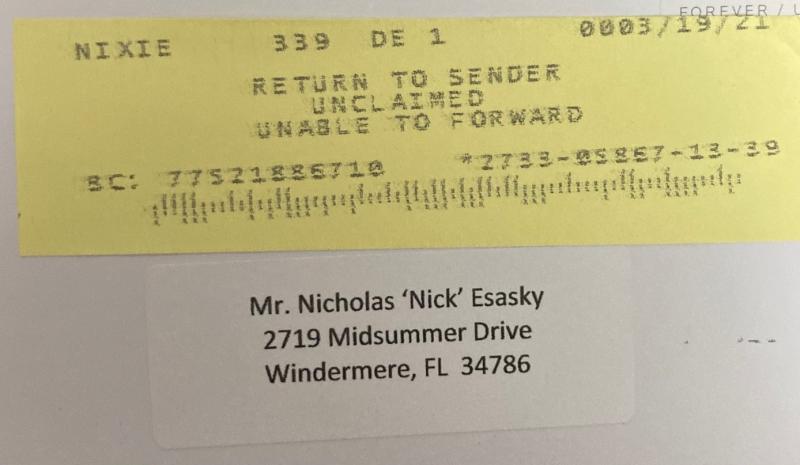 FOREVER / U
NIXIE 339 DE 1 0003/19/21
RETURN TO SENDER
UNCLAIMED
UNABLE TO FORWARD
BC: 77521886710 *2733-05867-13-39
Mr. Nicholas ‘Nick’ Esasky
2719 Midsummer Drive
Windermere, FL 34786